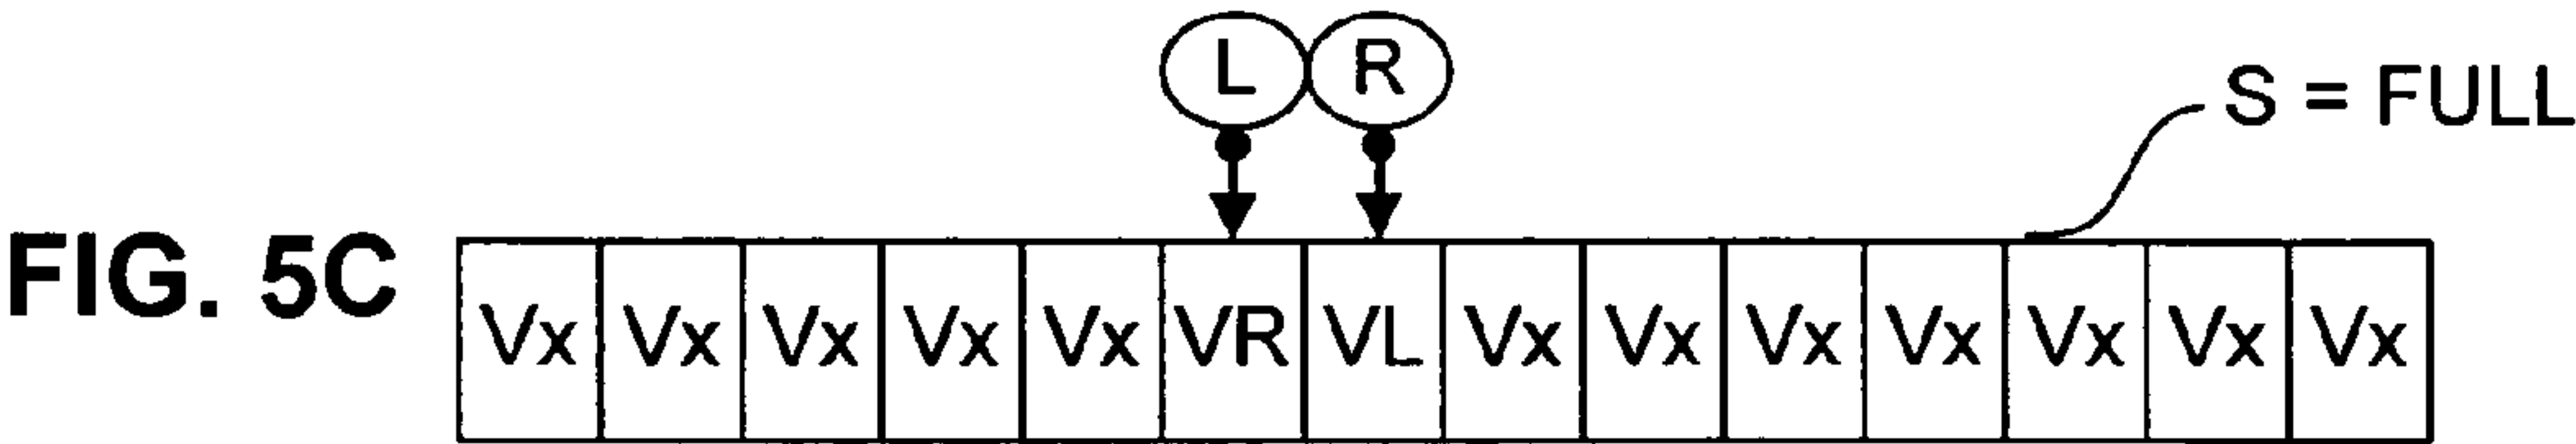 L R
S = FULL
FIG. 5C
Vx Vx Vx Vx Vx VR VL Vx Vx Vx Vx Vx Vx Vx